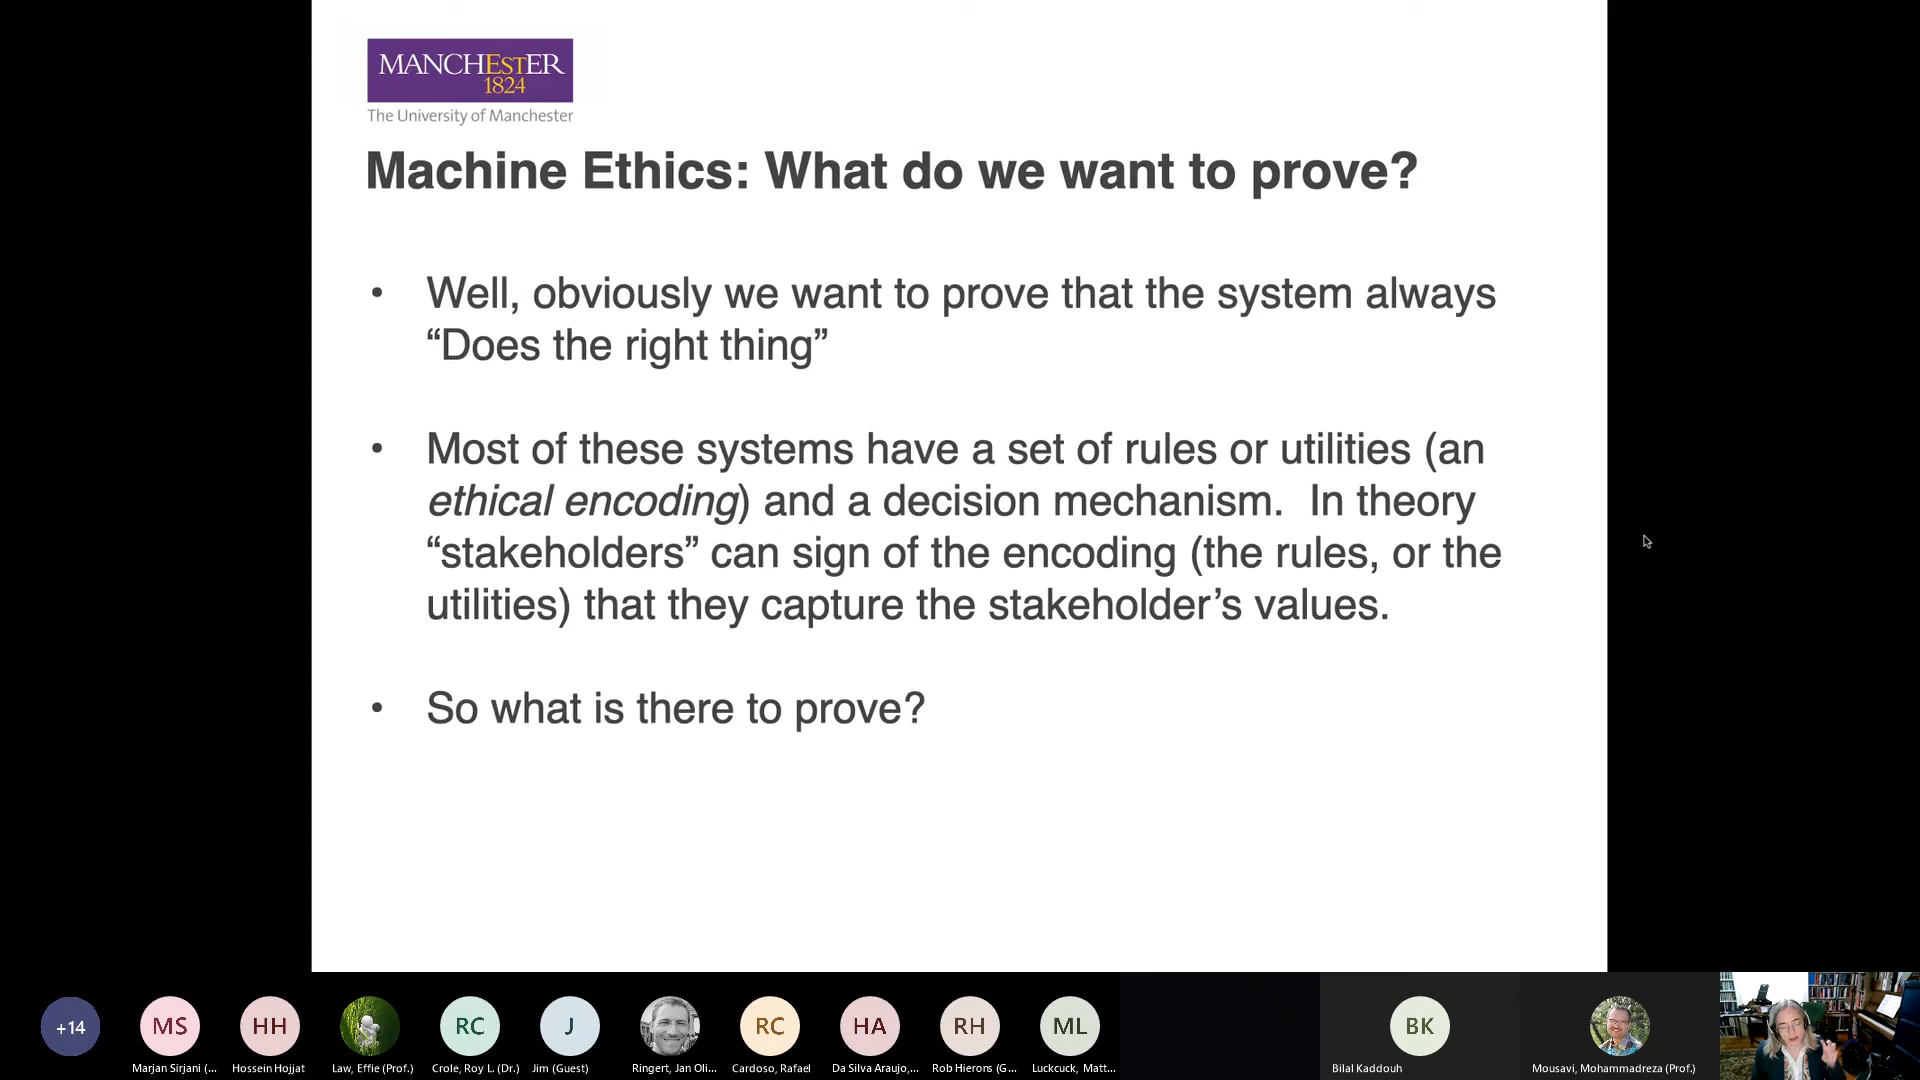 MANCHESTER
1824
The University of Manchester
Machine Ethics: What do we want to prove?
• Well, obviously we want to prove that the system always
“Does the right thing”
• Most of these systems have a set of rules or utilities (an
ethical encoding) and a decision mechanism. In theory
“stakeholders” can sign of the encoding (the rules, or the
utilities) that they capture the stakeholder’s values.
• So what is there to prove?
+14
MS
HH
RC
J
RC
HA
RH
ML
BK
Marjan Sirjani (...
Hossein Hojjat
Law, Effie (Prof.)
Crole, Roy L. (Dr.)
Jim (Guest)
Ringert, Jan Oli...
Cardoso, Rafael
Da Silva Araujo,...
Rob Hierons (G...
Luckcuck, Matt...
Bilal Kaddouh
Mousavi, Mohammadreza (Prof.)